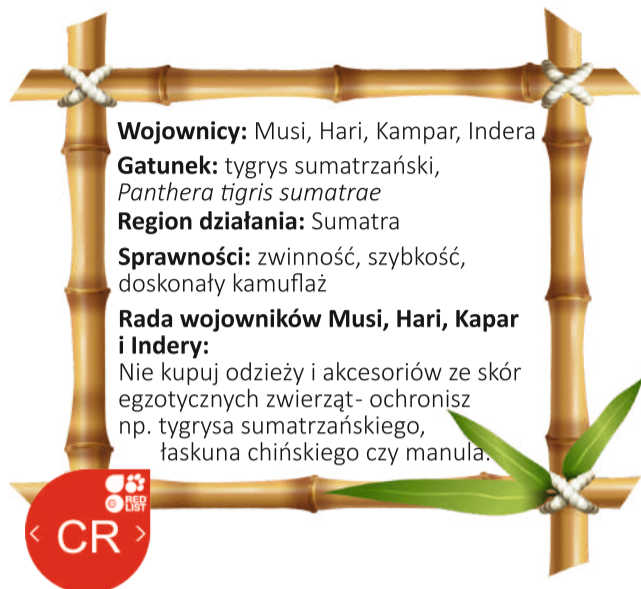 Wojownicy: Musi, Hari, Kampar, Indera
Gatunek: tygrys sumatrzański,
Panthera tigris sumatrae
Region działania: Sumatra
Sprawności: zwinność, szybkość,
doskonały kamuflaż
Rada wojowników Musi, Hari, Kapar
i Indery:
Nie kupuj odzieży i akcesoriów ze skór
egzotycznych zwierząt- ochronisz
np. tygrysa sumatrzańskiego,
łaskuna chińskiego czy manula.
RED
LIST
< CR >